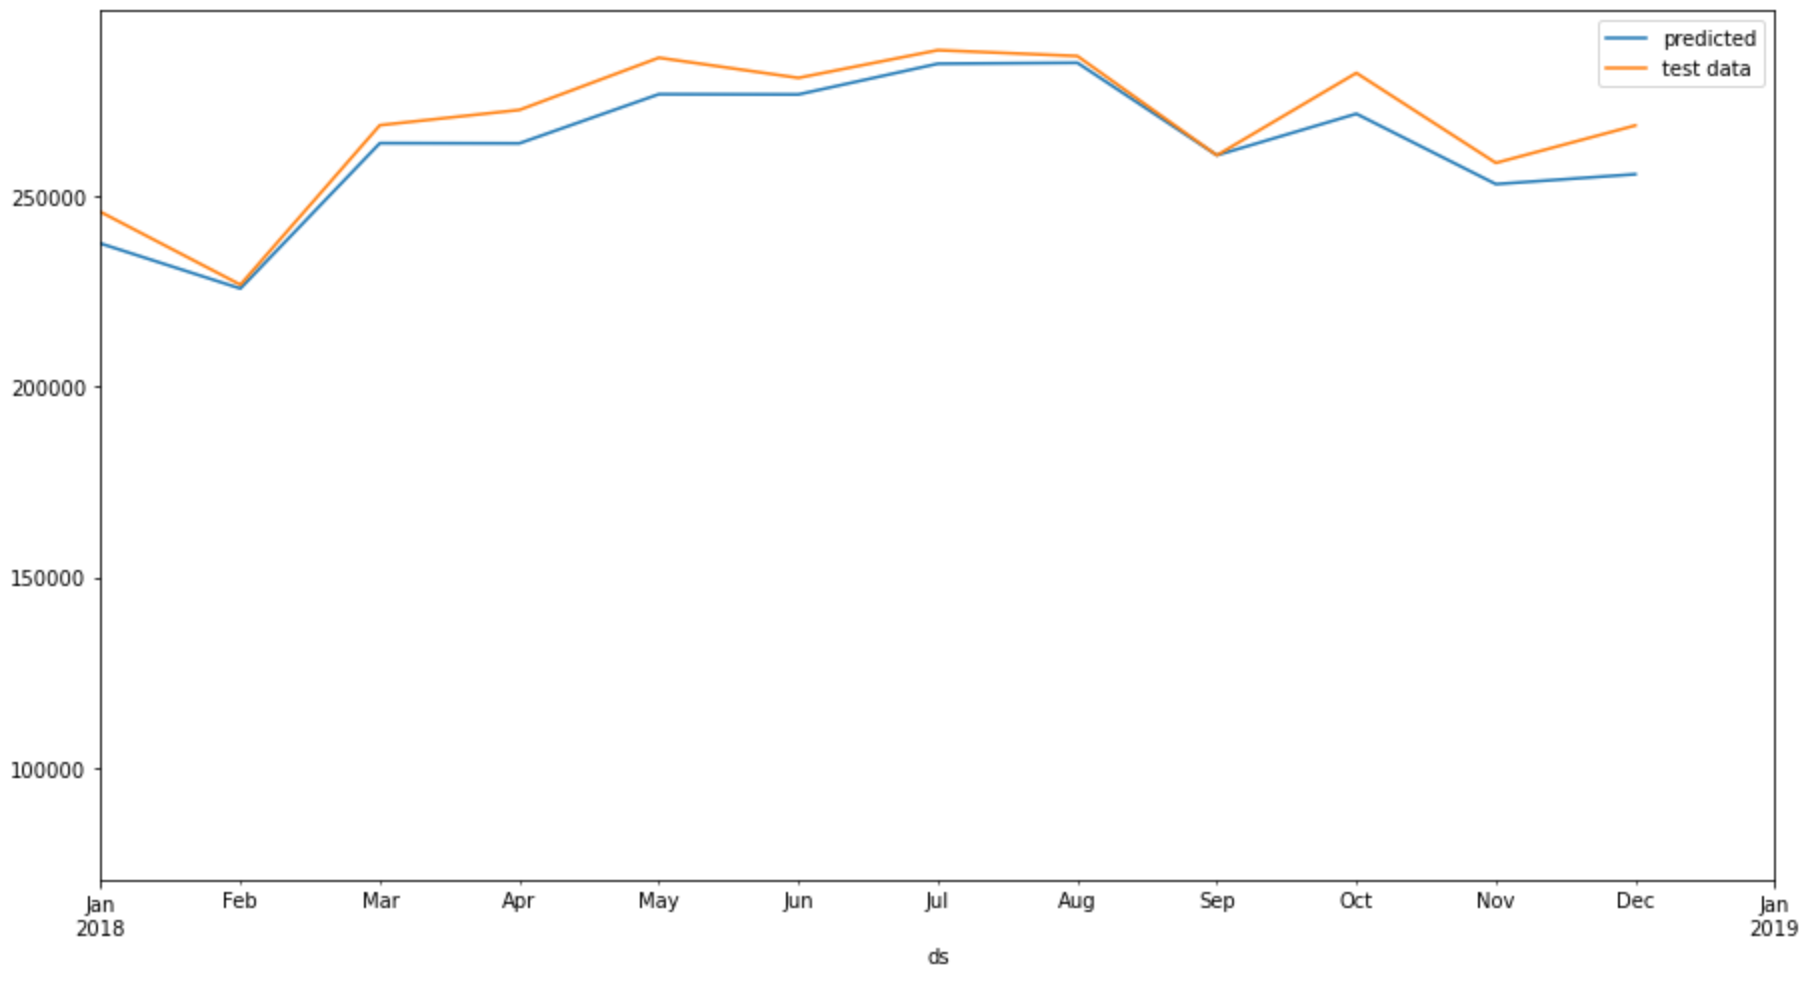 predicted
test data
250000
200000
150000
100000
Jan Feb Mar Apr May Jun Jul Aug Sep Oct Nov Dec Jan
2018 2019
ds